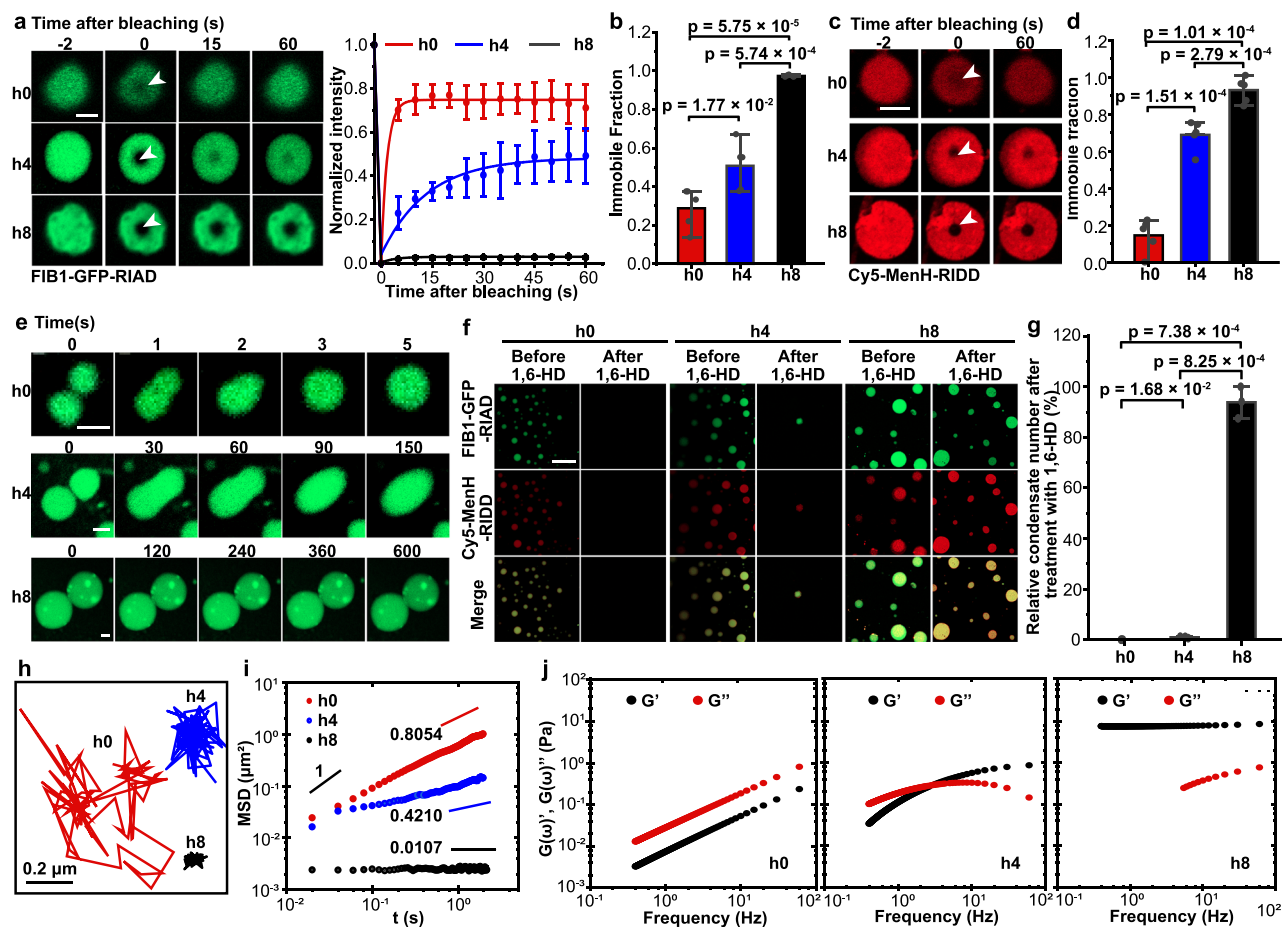 a Time after bleaching (s)
-2 0 15 60
h0
h4
h8
FIB1-GFP-RIAD
h0 h4 h8
Normalized intensity
1.0
0.8
0.6
0.4
0.2
0.0
0 15 30 45 60
Time after bleaching (s)
b
p = 5.75 × 10⁻⁵
p = 5.74 × 10⁻⁴
p = 1.77 × 10⁻²
Immobile Fraction
1.4
1.2
1.0
0.8
0.6
0.4
0.2
0
h0 h4 h8
c Time after bleaching (s)
-2 0 60
h0
h4
h8
Cy5-MenH-RIDD
d
p = 1.01 × 10⁻⁴
p = 2.79 × 10⁻⁴
p = 1.51 × 10⁻⁴
Immobile fraction
1.4
1.2
1.0
0.8
0.6
0.4
0.2
0
h0 h4 h8
e Time(s)
0 1 2 3 5
h0
0 30 60 90 150
h4
0 120 240 360 600
h8
f
h0 h4 h8
Before 1,6-HD After 1,6-HD Before 1,6-HD After 1,6-HD Before 1,6-HD After 1,6-HD
FIB1-GFP
-RIAD
Cy5-MenH
-RIDD
Merge
g
p = 7.38 × 10⁻⁴
p = 8.25 × 10⁻⁴
p = 1.68 × 10⁻²
Relative condensate number after
treatment with 1,6-HD (%)
120
100
80
60
40
20
0
h0 h4 h8
h
h4
h0
h8
0.2 μm
i
h0
h4
h8
0.8054
1
0.4210
0.0107
MSD (μm²)
10¹
10⁰
10⁻¹
10⁻²
10⁻³
10⁻² 10⁻¹ 10⁰
t (s)
j
G' G''
G' G''
G' G''
G(ω)', G(ω)'' (Pa)
10²
10¹
10⁰
10⁻¹
10⁻²
10⁻³
h0 h4 h8
10⁻¹ 10⁰ 10¹ 10² 10⁻¹ 10⁰ 10¹ 10² 10⁻¹ 10⁰ 10¹ 10²
Frequency (Hz) Frequency (Hz) Frequency (Hz)